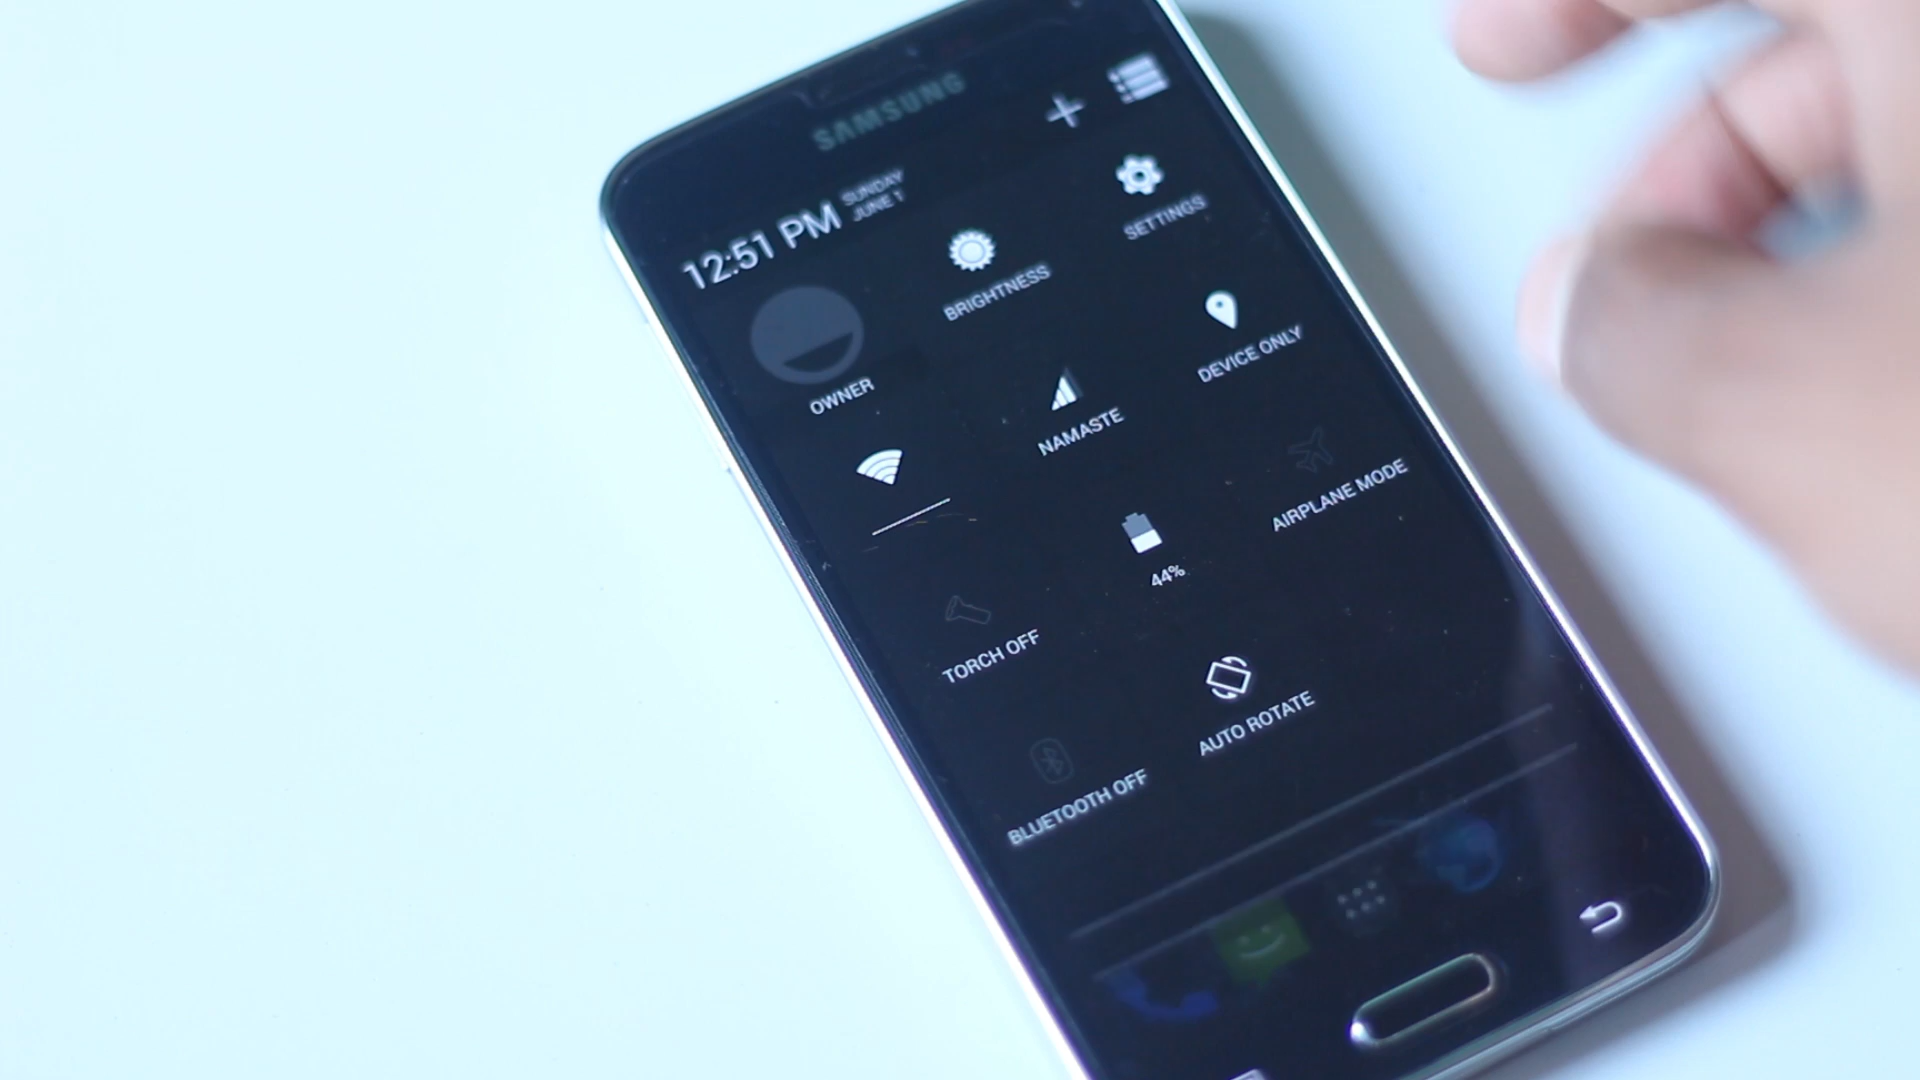 SAMSUNG
12:51 PM
SUNDAY
JUNE 1
OWNER
BRIGHTNESS
SETTINGS
NAMASTE
DEVICE ONLY
TORCH OFF
44%
AIRPLANE MODE
BLUETOOTH OFF
AUTO ROTATE